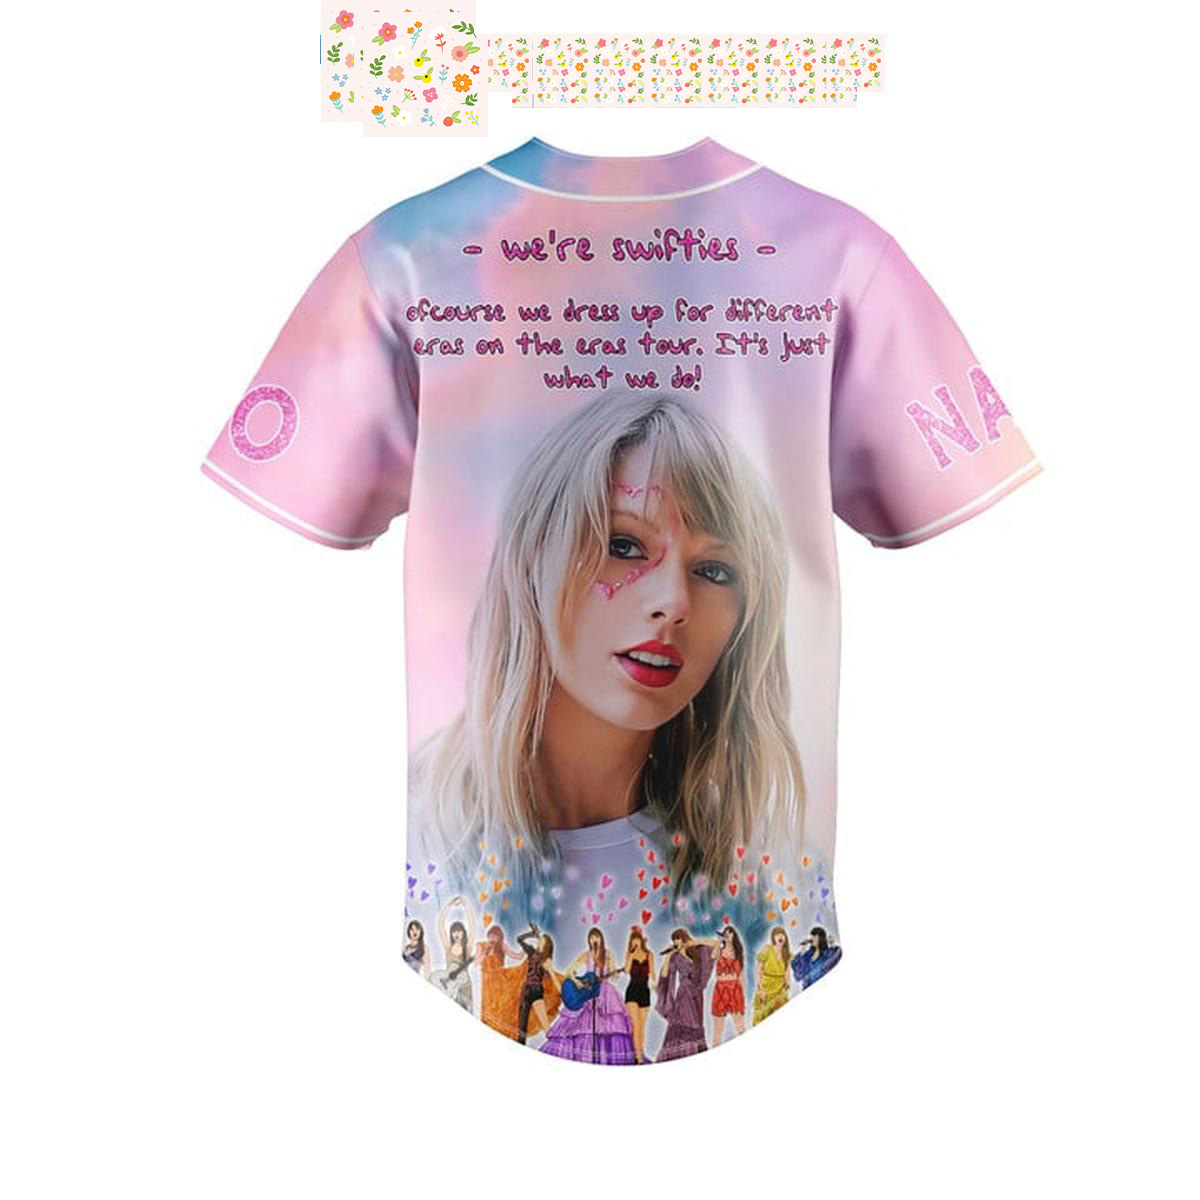 - we're swifties -
ofcourse we dress up for different
eras on the eras tour. It's just
what we do!
O
NA